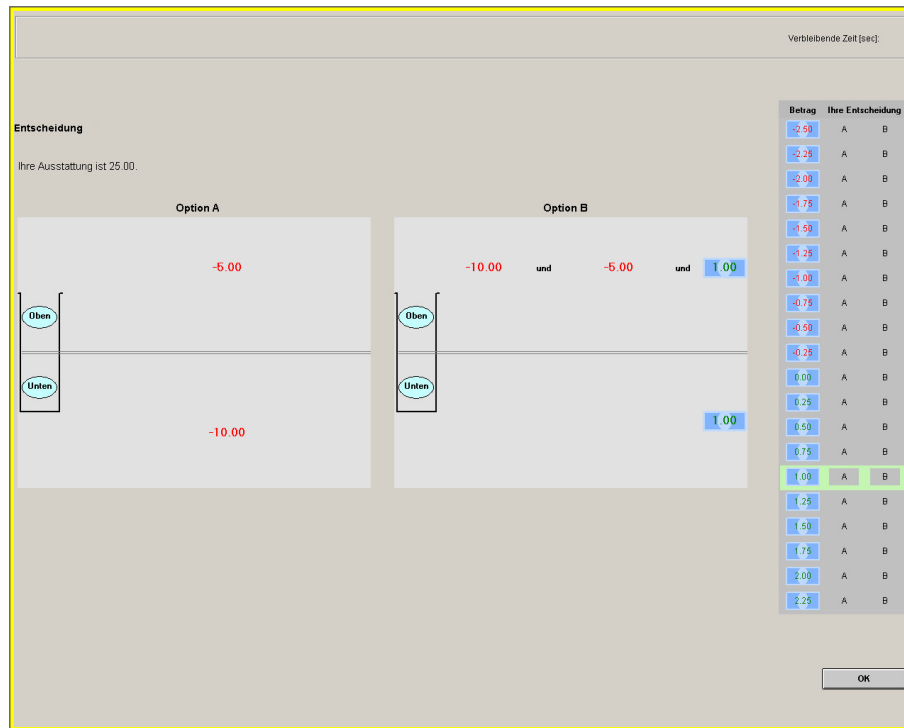 Verbleibende Zeit [sec]:
Entscheidung
Ihre Ausstattung ist 25.00.
Option A
-5.00
Oben
Unten
-10.00
Option B
-10.00 und -5.00 und 1.00
Oben
Unten
1.00
Betrag Ihre Entscheidung
-2.50 A B
-2.25 A B
-2.00 A B
-1.75 A B
-1.50 A B
-1.25 A B
-1.00 A B
-0.75 A B
-0.50 A B
-0.25 A B
0.00 A B
0.25 A B
0.50 A B
0.75 A B
1.00 A B
1.25 A B
1.50 A B
1.75 A B
2.00 A B
2.25 A B
OK